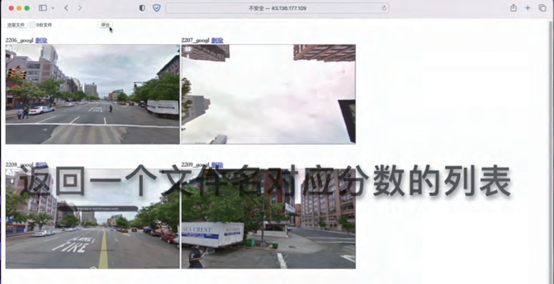 不安全 — 43.136.177.109
选取文件 8份文件 评分
2206_googl 删除
2207_googl 删除
2208_googl 删除
2209_googl 删除
返回一个文件名对应分数的列表
FIRE